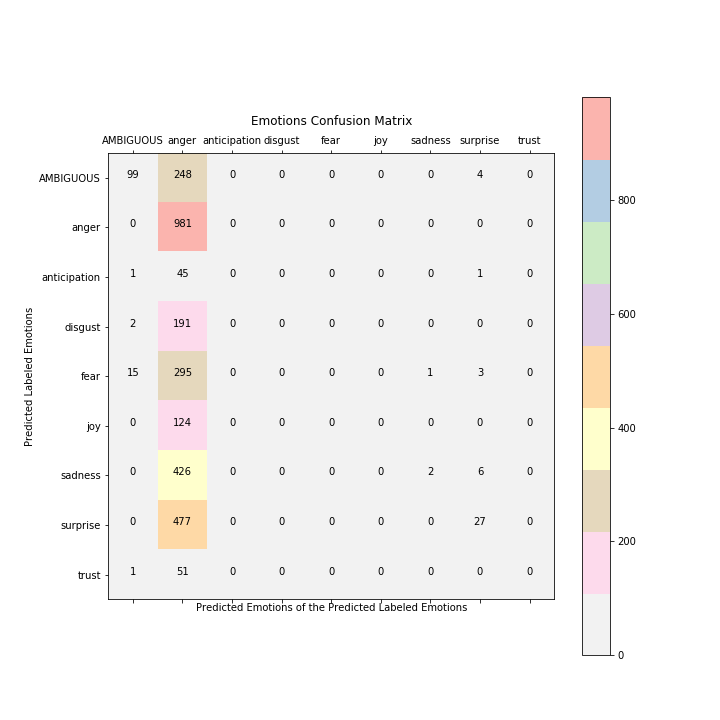 Emotions Confusion Matrix
AMBIGUOUS anger anticipation disgust fear joy sadness surprise trust
AMBIGUOUS 99 248 0 0 0 0 0 4 0
anger 0 981 0 0 0 0 0 0 0
anticipation 1 45 0 0 0 0 0 1 0
disgust 2 191 0 0 0 0 0 0 0
fear 15 295 0 0 0 0 1 3 0
joy 0 124 0 0 0 0 0 0 0
sadness 0 426 0 0 0 0 2 6 0
surprise 0 477 0 0 0 0 0 27 0
trust 1 51 0 0 0 0 0 0 0
Predicted Emotions of the Predicted Labeled Emotions
Predicted Labeled Emotions
800
600
400
200
0